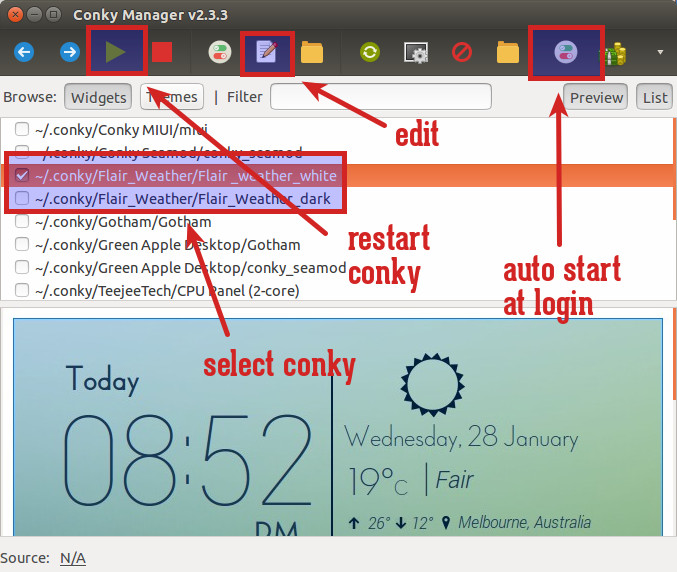 Conky Manager v2.3.3
Browse: Widgets Themes | Filter Preview List
~/.conky/Conky MIUI/miui
edit
~/.conky/Conky Seamod/conky_seamod
~/.conky/Flair_Weather/Flair_weather_white
~/.conky/Flair_Weather/Flair_Weather_dark
~/.conky/Gotham/Gotham
~/.conky/Green Apple Desktop/Gotham
~/.conky/Green Apple Desktop/conky_seamod
~/.conky/TeejeeTech/CPU Panel (2-core)
restart
conky
auto start
at login
select conky
Today
08:52
PM
Wednesday, 28 January
19°C | Fair
26° 12° Melbourne, Australia
Source: N/A